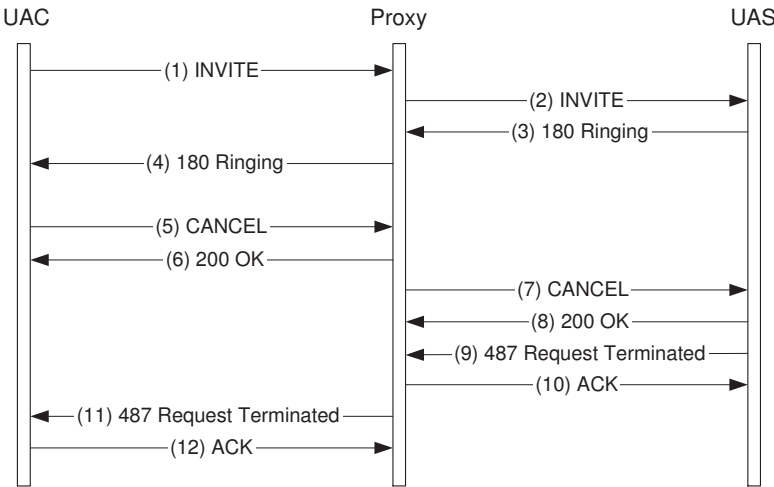 UAC Proxy UAS
(1) INVITE
(2) INVITE
(3) 180 Ringing
(4) 180 Ringing
(5) CANCEL
(6) 200 OK
(7) CANCEL
(8) 200 OK
(9) 487 Request Terminated
(10) ACK
(11) 487 Request Terminated
(12) ACK